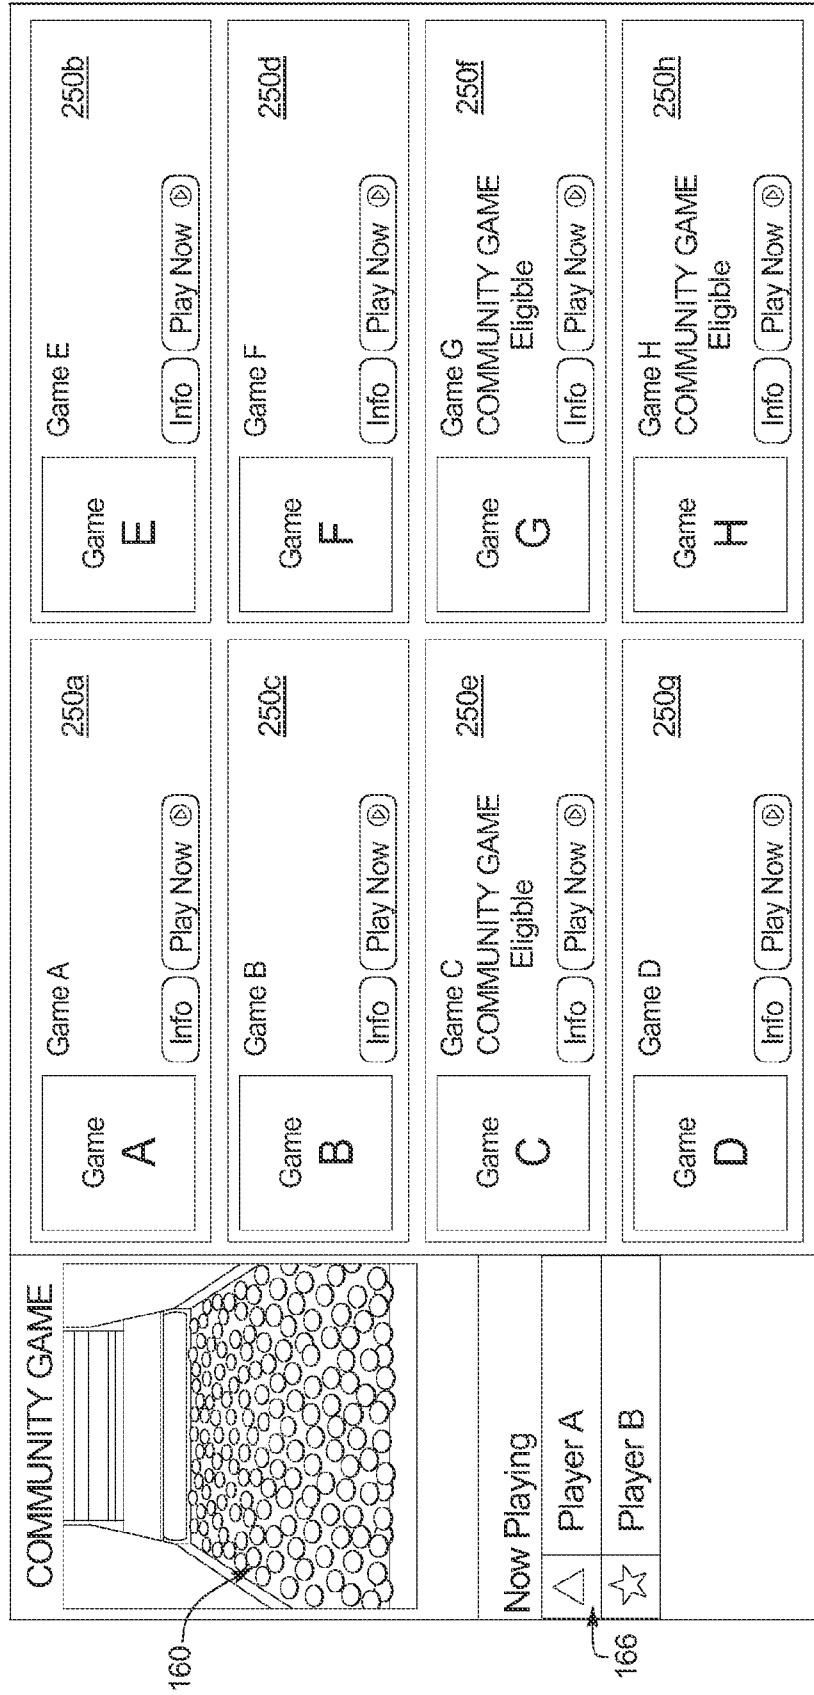 COMMUNITY GAME
160
Now Playing
Player A
Player B
166
Game
A
Game A
Info
Play Now
250a
Game
E
Game E
Info
Play Now
250b
Game
B
Game B
Info
Play Now
250c
Game
F
Game F
Info
Play Now
250d
Game
C
Game C
COMMUNITY GAME
Eligible
Info
Play Now
250e
Game
G
Game G
COMMUNITY GAME
Eligible
Info
Play Now
250f
Game
D
Game D
Info
Play Now
250g
Game
H
Game H
COMMUNITY GAME
Eligible
Info
Play Now
250h